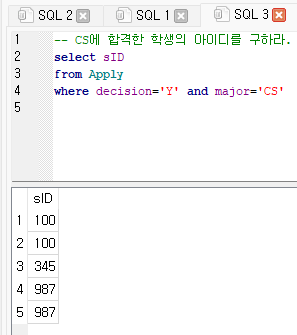 SQL 2 SQL 1 SQL 3
1 -- CS에 합격한 학생의 아이디를 구하라.
2 select sID
3 from Apply
4 where decision='Y' and major='CS'
5
sID
1 100
2 100
3 345
4 987
5 987